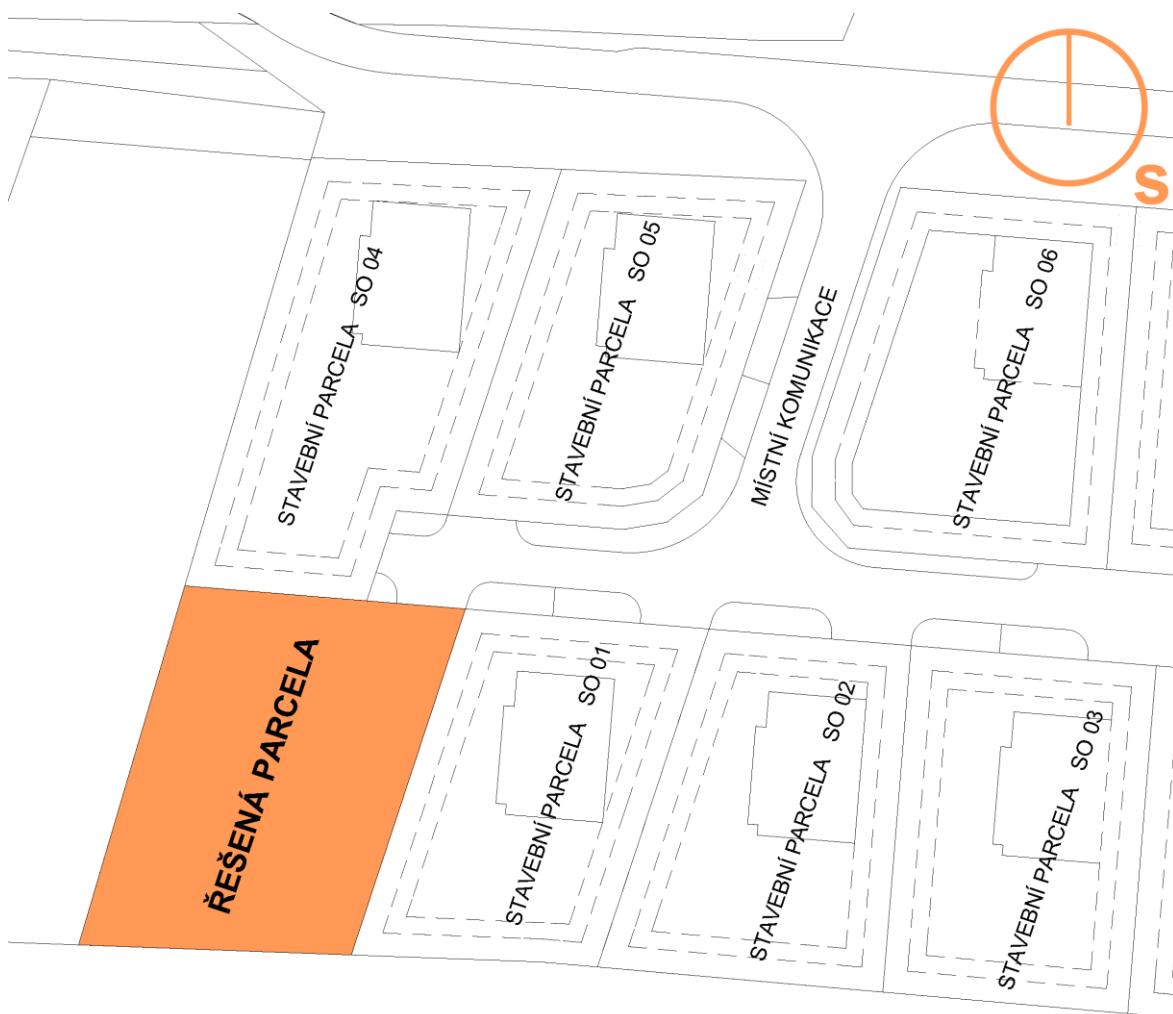 S
STAVEBNÍ PARCELA SO 04
STAVEBNÍ PARCELA SO 05
MÍSTNÍ KOMUNIKACE
STAVEBNÍ PARCELA SO 06
ŘEŠENÁ PARCELA
STAVEBNÍ PARCELA SO 01
STAVEBNÍ PARCELA SO 02
STAVEBNÍ PARCELA SO 03